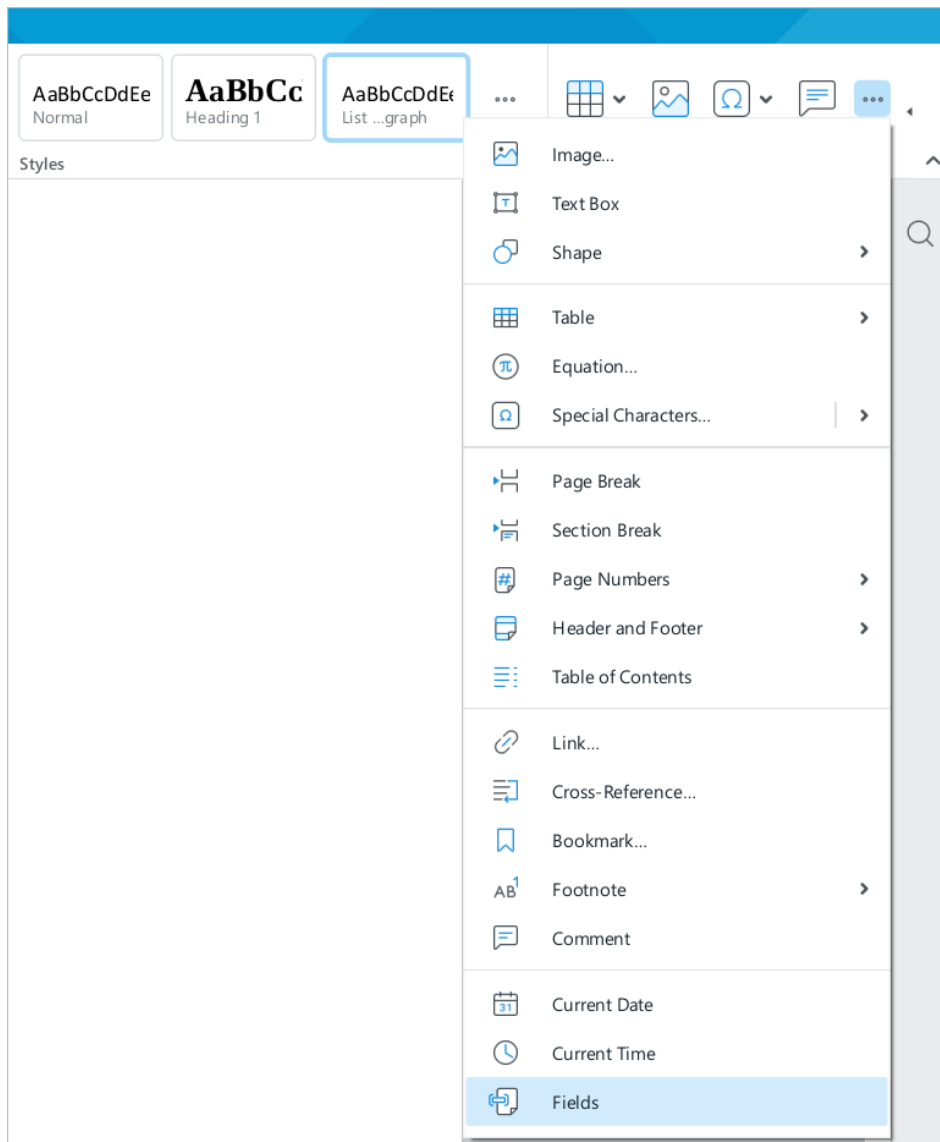 AaBbCcDdEe
Normal
AaBbCc
Heading 1
AaBbCcDdEe
List ...graph
Styles
Image...
Text Box
Shape
Table
Equation...
Special Characters...
Page Break
Section Break
Page Numbers
Header and Footer
Table of Contents
Link...
Cross-Reference...
Bookmark...
Footnote
Comment
Current Date
Current Time
Fields